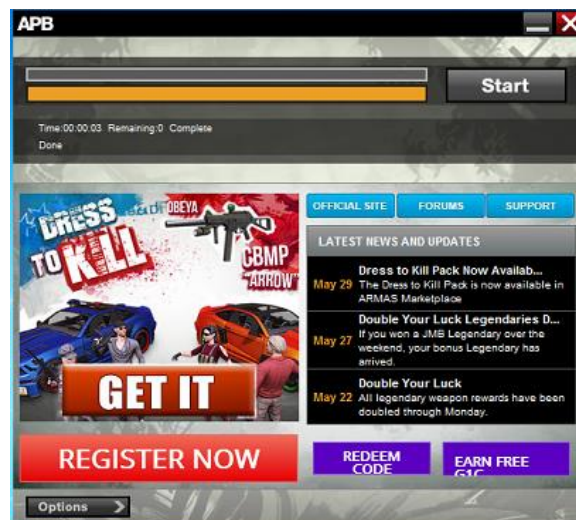 APB
Start
Time:00:00:03 Remaining:0 Complete
Done
DRESS
TO KILL
OBEYA
CBMP
"ARROW"
GET IT
OFFICIAL SITE
FORUMS
SUPPORT
LATEST NEWS AND UPDATES
Dress to Kill Pack Now Availab...
May 29
The Dress to Kill Pack is now available in
ARMAS Marketplace
Double Your Luck Legendaries D...
May 27
If you won a JMB Legendary over the
weekend, your bonus Legendary has
arrived.
Double Your Luck
May 22
All legendary weapon rewards have been
doubled through Monday.
REGISTER NOW
REDEEM
CODE
EARN FREE
G1C
Options